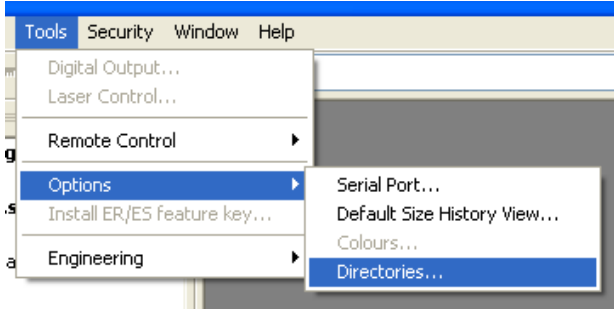 Tools Security Window Help
Digital Output...
Laser Control...
Remote Control
Options
Install ER/ES feature key...
Engineering
Serial Port...
Default Size History View...
Colours...
Directories...
g
.s
a